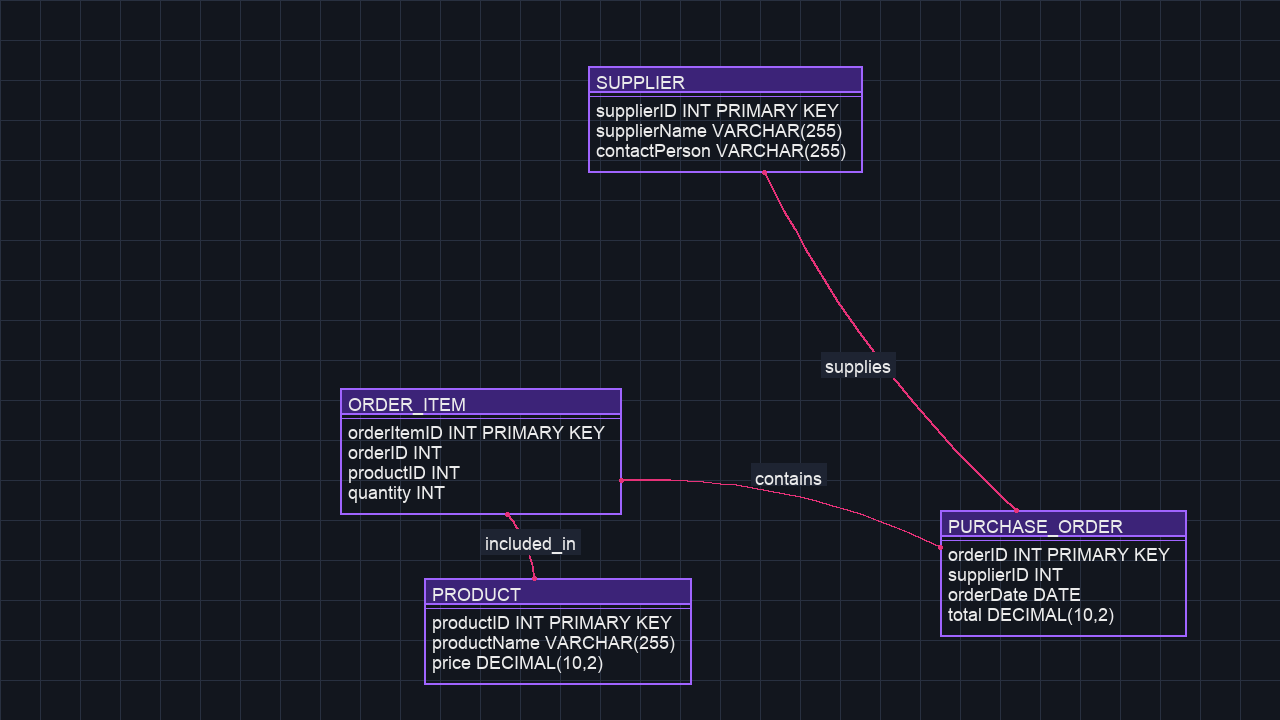 SUPPLIER
supplierID INT PRIMARY KEY
supplierName VARCHAR(255)
contactPerson VARCHAR(255)
supplies
ORDER_ITEM
orderItemID INT PRIMARY KEY
orderID INT
productID INT
quantity INT
contains
included_in
PURCHASE_ORDER
orderID INT PRIMARY KEY
supplierID INT
orderDate DATE
total DECIMAL(10,2)
PRODUCT
productID INT PRIMARY KEY
productName VARCHAR(255)
price DECIMAL(10,2)